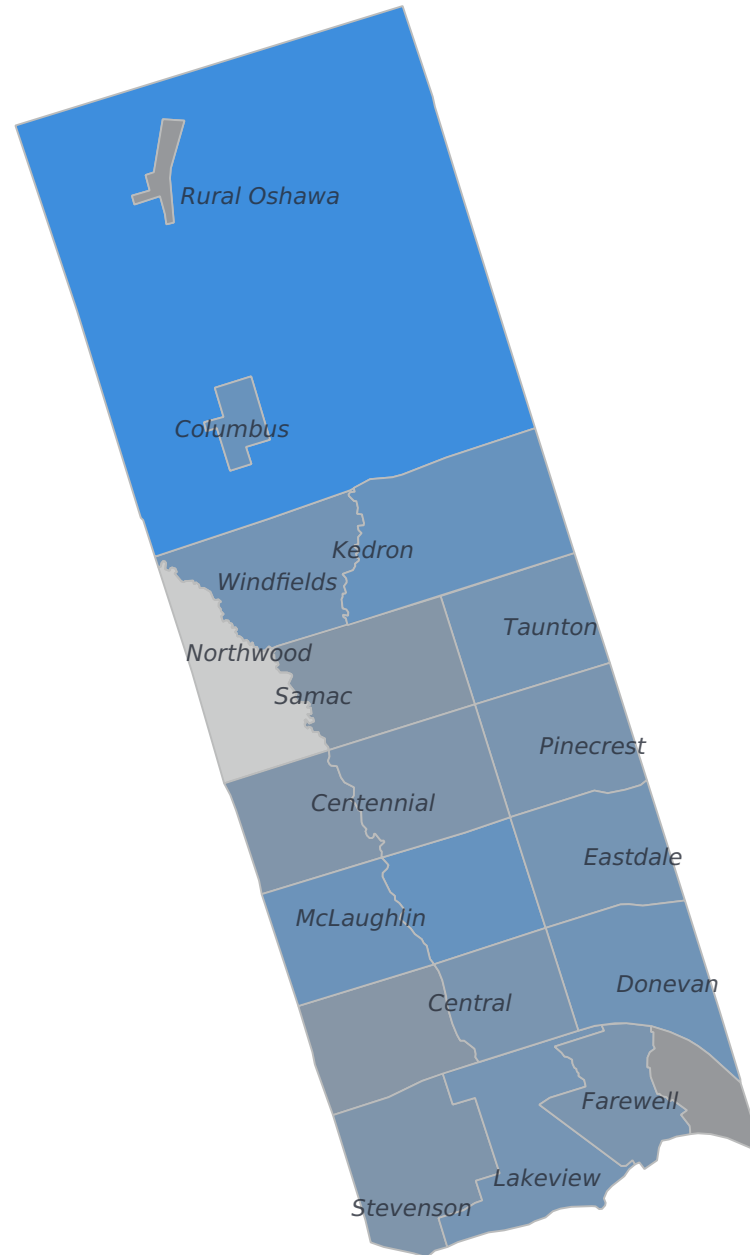 Rural Oshawa
Columbus
Kedron
Windfields
Taunton
Northwood
Samac
Pinecrest
Centennial
Eastdale
McLaughlin
Donevan
Central
Farewell
Lakeview
Stevenson